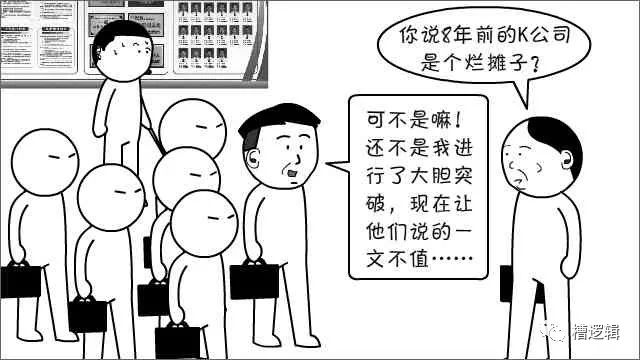 你说8年前的K公司
是个烂摊子？
可不是嘛！
还不是我进
行了大胆突
破，现在让
他们说的一
文不值……
槽逻辑